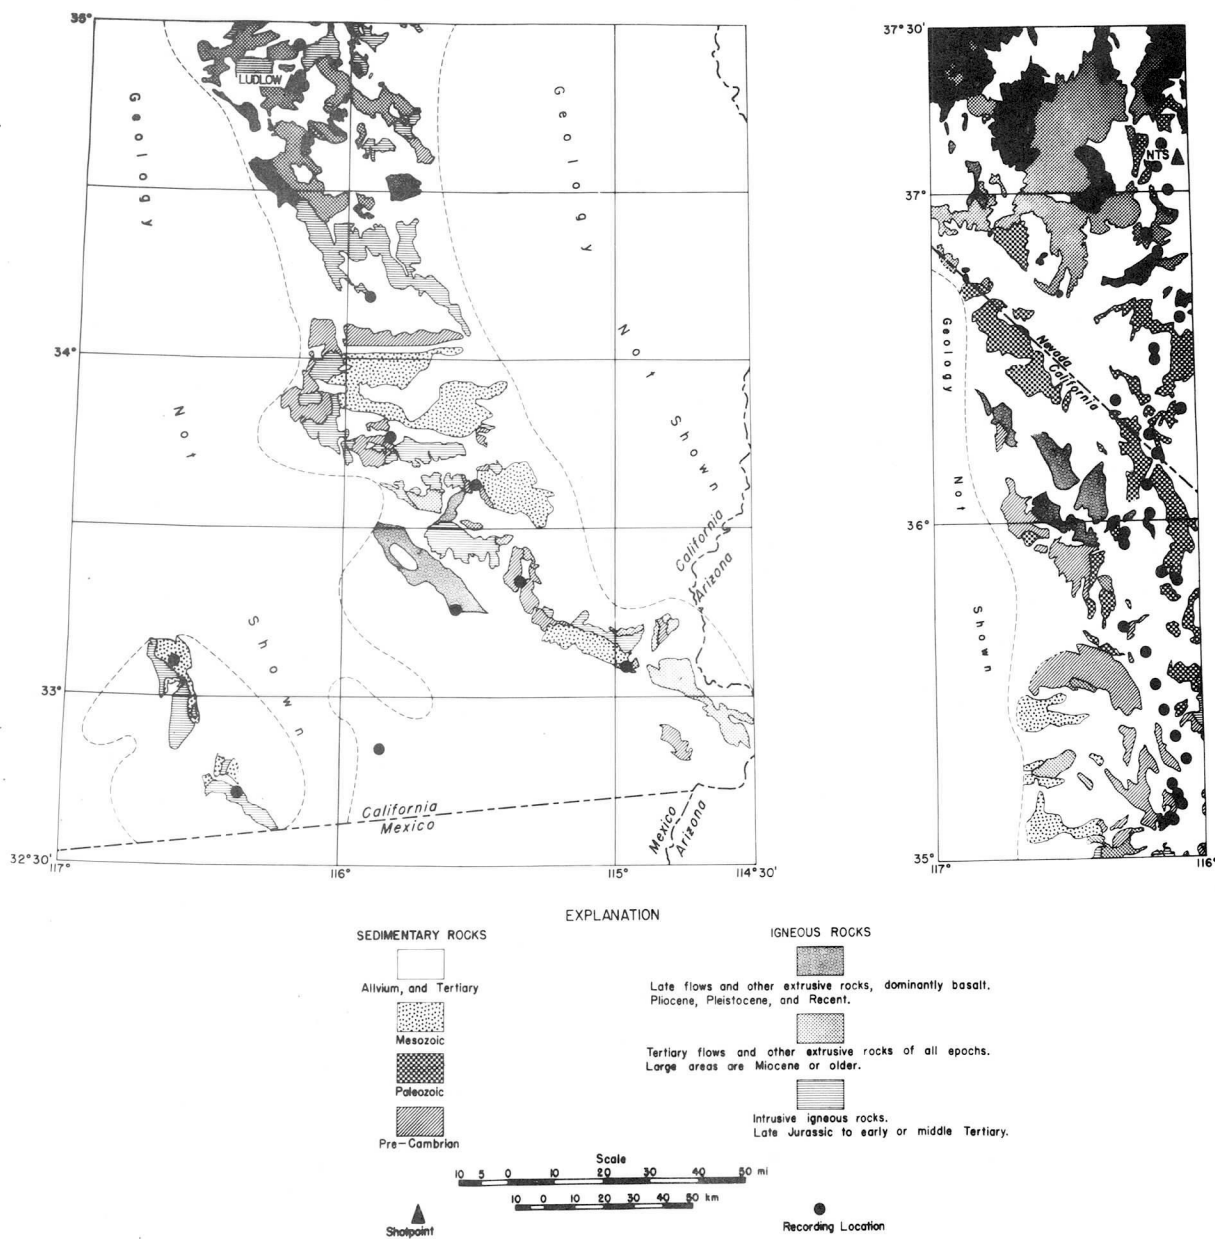 36°
LUDLOW
Geology
Not
Shown
Geology
Not
Shown
34°
33°
32° 30'
117°
116°
115°
114° 30'
California
Arizona
California
Mexico
Mexico
Arizona
37° 30'
NTS
37°
Nevada
California
Geology
Not
Shown
36°
35°
117°
116°
EXPLANATION
SEDIMENTARY ROCKS
Allvium, and Tertiary
Mesozoic
Paleozoic
Pre-Cambrian
IGNEOUS ROCKS
Late flows and other extrusive rocks, dominantly basalt.
Pliocene, Pleistocene, and Recent.
Tertiary flows and other extrusive rocks of all epochs.
Large areas are Miocene or older.
Intrusive igneous rocks.
Late Jurassic to early or middle Tertiary.
Scale
10 5 0 10 20 30 40 50 mi
10 0 10 20 30 40 50 km
Shotpoint
Recording Location